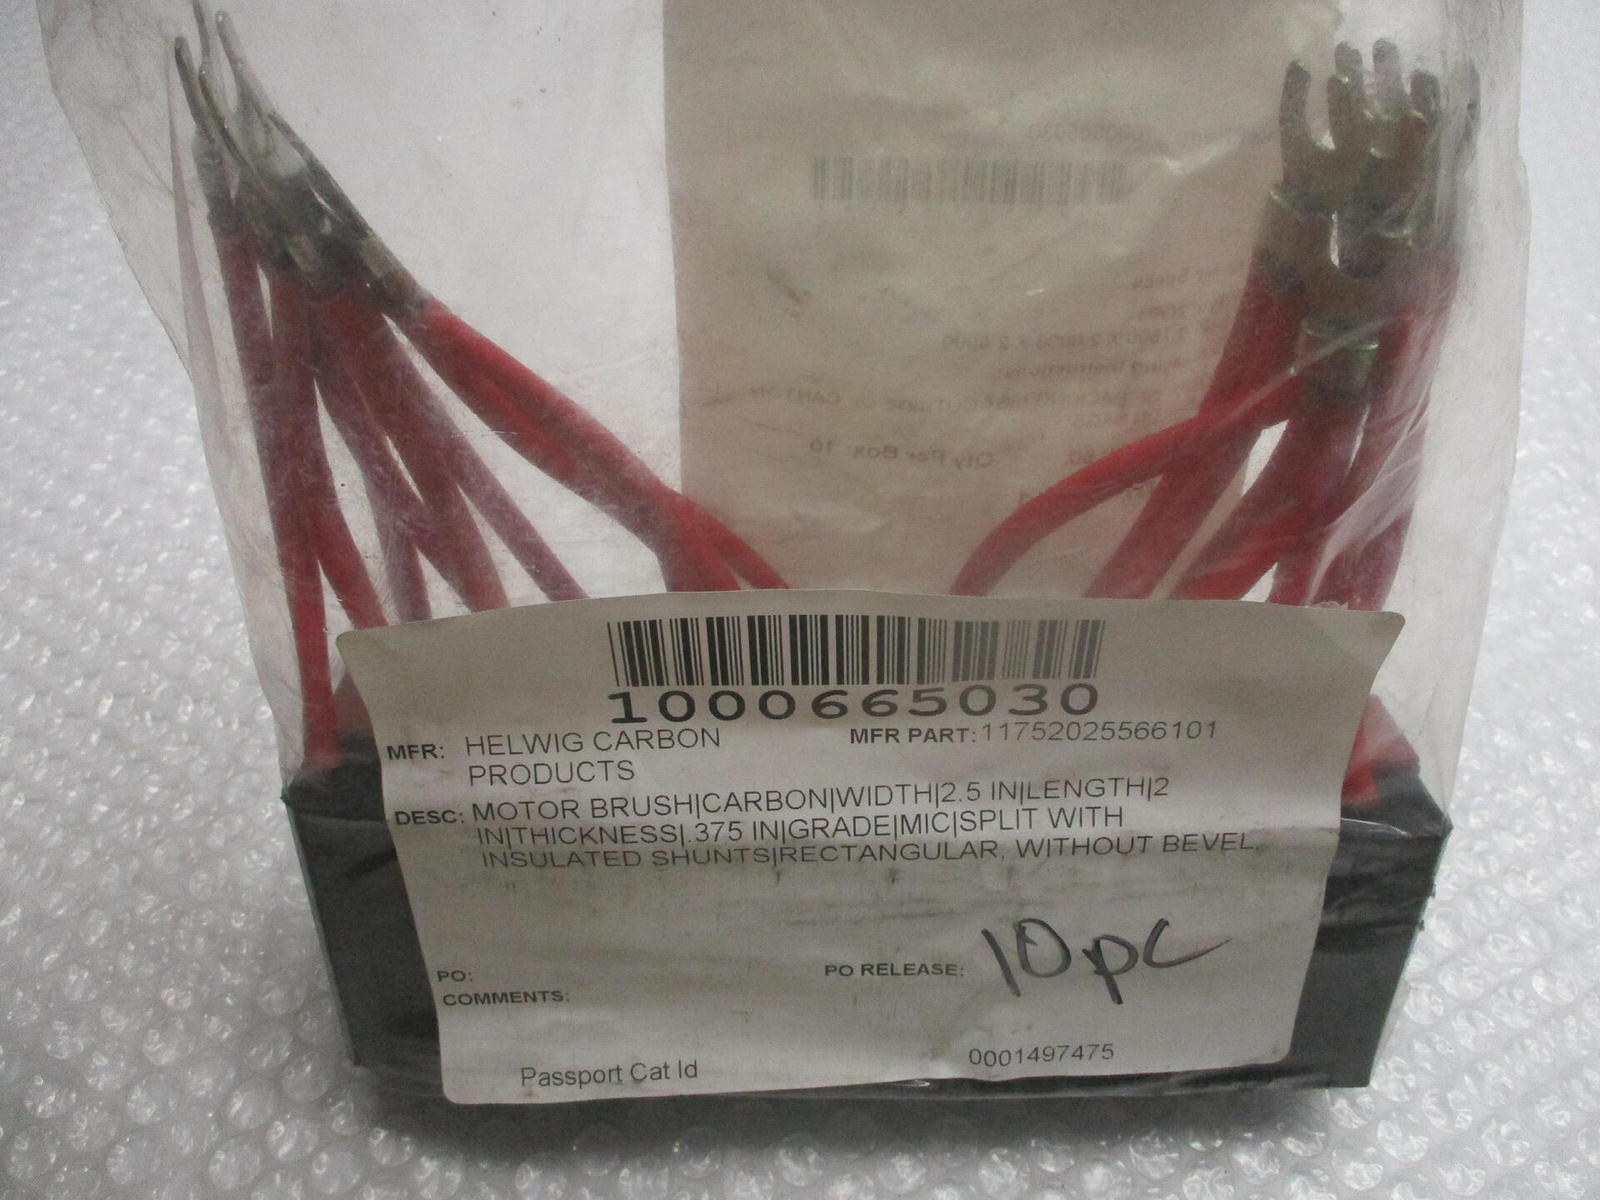 1000665030
MFR: HELWIG CARBON MFR PART: 11752025566101
PRODUCTS
DESC: MOTOR BRUSH|CARBON|WIDTH|2.5 IN|LENGTH|2
IN|THICKNESS|.375 IN|GRADE|MIC|SPLIT WITH
INSULATED SHUNTS|RECTANGULAR, WITHOUT BEVEL,
PO: PO RELEASE: 10 pc
COMMENTS:
Passport Cat Id 0001497475
Qty Per Box: 10